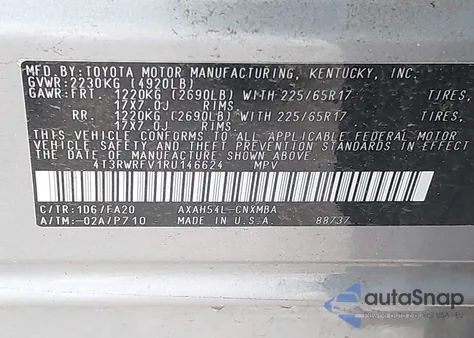 MFD.BY:TOYOTA MOTOR MANUFACTURING, KENTUCKY, INC.
GVWR:2230KG (4920LB)
GAWR:FRT. 1220KG (2690LB) WITH 225/65R17 TIRES,
17X7.0J RIMS.
RR. 1220KG (2690LB) WITH 225/65R17 TIRES,
17X7.0J RIMS.
THIS VEHICLE CONFORMS TO ALL APPLICABLE FEDERAL MOTOR
VEHICLE SAFETY AND THEFT PREVENTION STANDARDS IN EFFECT
ON THE DATE OF
4T3RWRFV1RU146624 MPV
C/TR:1D6/FA20 AXAH54L-CNXMBA
A/TM:-02A/P710 MADE IN U.S.A. 88737
autoSnap